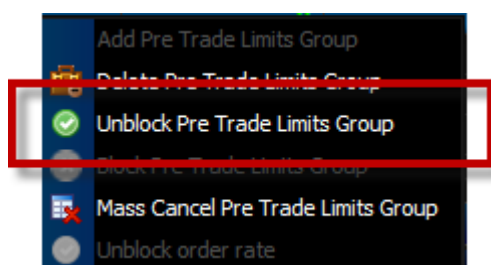 Add Pre Trade Limits Group
Delete Pre Trade Limits Group
Unblock Pre Trade Limits Group
Block Pre Trade Limits Group
Mass Cancel Pre Trade Limits Group
Unblock order rate